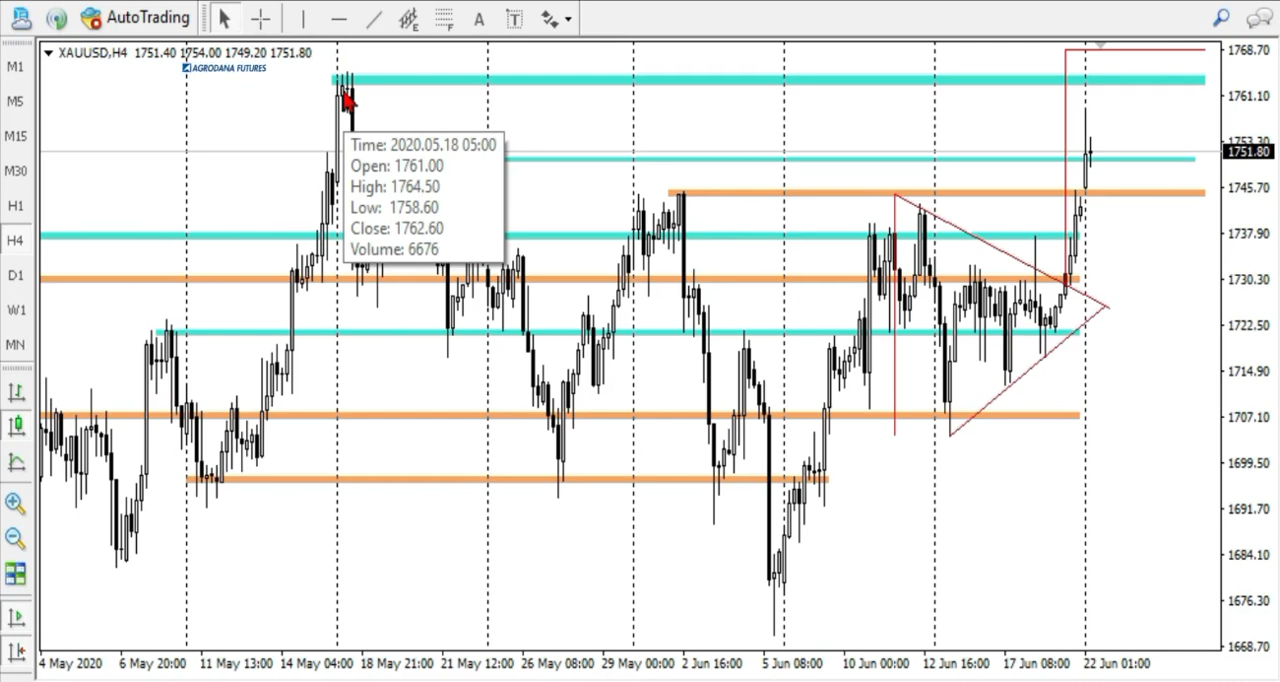 AutoTrading
A
T
F
M1
M5
M15
M30
H1
H4
D1
W1
MN
XAUUSD,H4 1751.40 1754.00 1749.20 1751.80
AGRODANA FUTURES
Time: 2020.05.18 05:00
Open: 1761.00
High: 1764.50
Low: 1758.60
Close: 1762.60
Volume: 6676
1768.70
1761.10
1753.30
1751.80
1745.70
1737.90
1730.30
1722.50
1714.90
1707.10
1699.50
1691.70
1684.10
1676.30
1668.70
4 May 2020 6 May 20:00 11 May 13:00 14 May 04:00 18 May 21:00 21 May 12:00 26 May 08:00 29 May 00:00 2 Jun 16:00 5 Jun 08:00 10 Jun 00:00 12 Jun 16:00 17 Jun 08:00 22 Jun 01:00